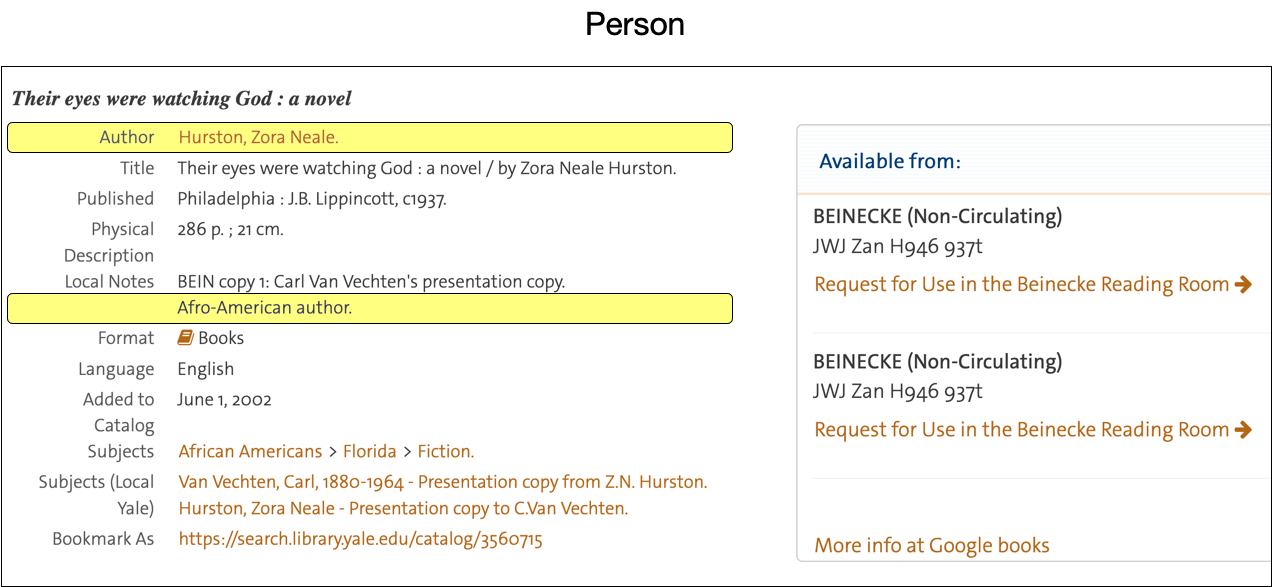 Person
Their eyes were watching God : a novel
Author Hurston, Zora Neale.
Title Their eyes were watching God : a novel / by Zora Neale Hurston.
Published Philadelphia : J.B. Lippincott, c1937.
Physical Description 286 p. ; 21 cm.
Local Notes BEIN copy 1: Carl Van Vechten's presentation copy.
Afro-American author.
Format Books
Language English
Added to Catalog June 1, 2002
Subjects African Americans > Florida > Fiction.
Subjects (Local Yale) Van Vechten, Carl, 1880-1964 - Presentation copy from Z.N. Hurston.
Hurston, Zora Neale - Presentation copy to C.Van Vechten.
Bookmark As https://search.library.yale.edu/catalog/3560715
Available from:
BEINECKE (Non-Circulating)
JWJ Zan H946 937t
Request for Use in the Beinecke Reading Room
BEINECKE (Non-Circulating)
JWJ Zan H946 937t
Request for Use in the Beinecke Reading Room
More info at Google books